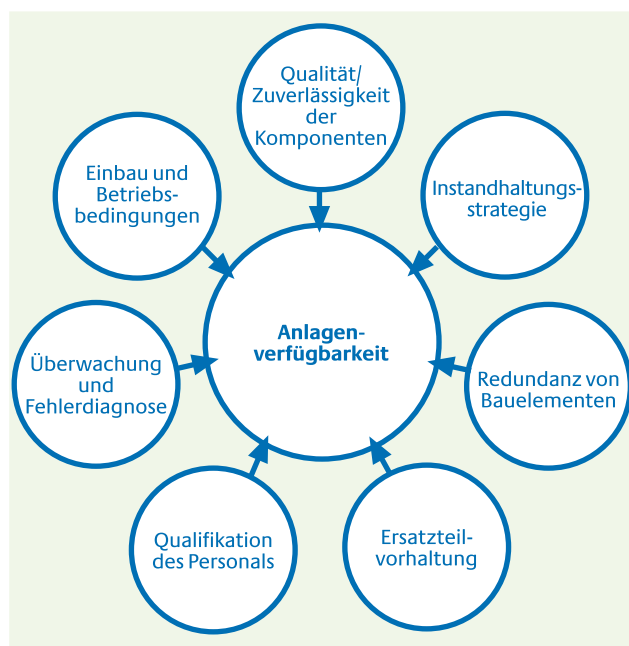 Qualität/
Zuverlässigkeit
der
Komponenten
Instandhaltungs-
strategie
Redundanz von
Bauelementen
Ersatzteil-
vorhaltung
Qualifikation
des Personals
Überwachung
und
Fehlerdiagnose
Einbau und
Betriebs-
bedingungen
Anlagen-
verfügbarkeit